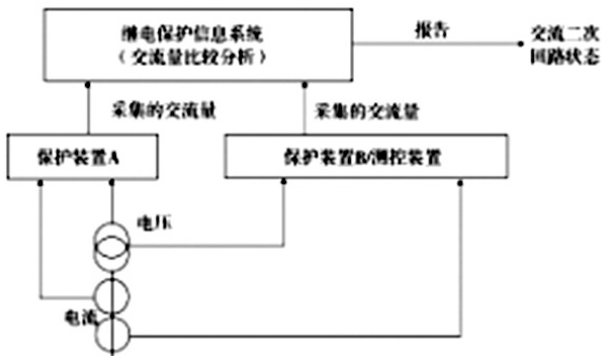 继电保护信息系统
（交流量比较分析）
报告
交流二次
回路状态
采集的交流量
采集的交流量
保护装置A
保护装置B/测控装置
电压
电流